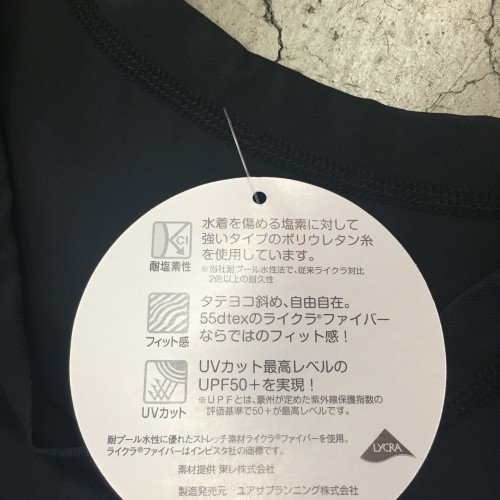 水着を傷める塩素に対して
強いタイプのポリウレタン糸
を使用しています。
※当社耐プール水性法で、従来ライクラ対比
2倍以上の耐久性
Cl
耐塩素性
タテヨコ斜め、自由自在。
55dtexのライクラ®ファイバー
ならではのフィット感！
フィット感
UVカット最高レベルの
UPF50＋を実現！
※UPFとは、豪州が定めた紫外線保護指数の
評価基準で50＋が最高レベルです。
UVカット
耐プール水性に優れたストレッチ素材ライクラ®ファイバーを使用。
ライクラ®ファイバーはインビスタ社の商標です。
LYCRA
素材提供 東レ株式会社
製造発売元 ユアサプランニング株式会社